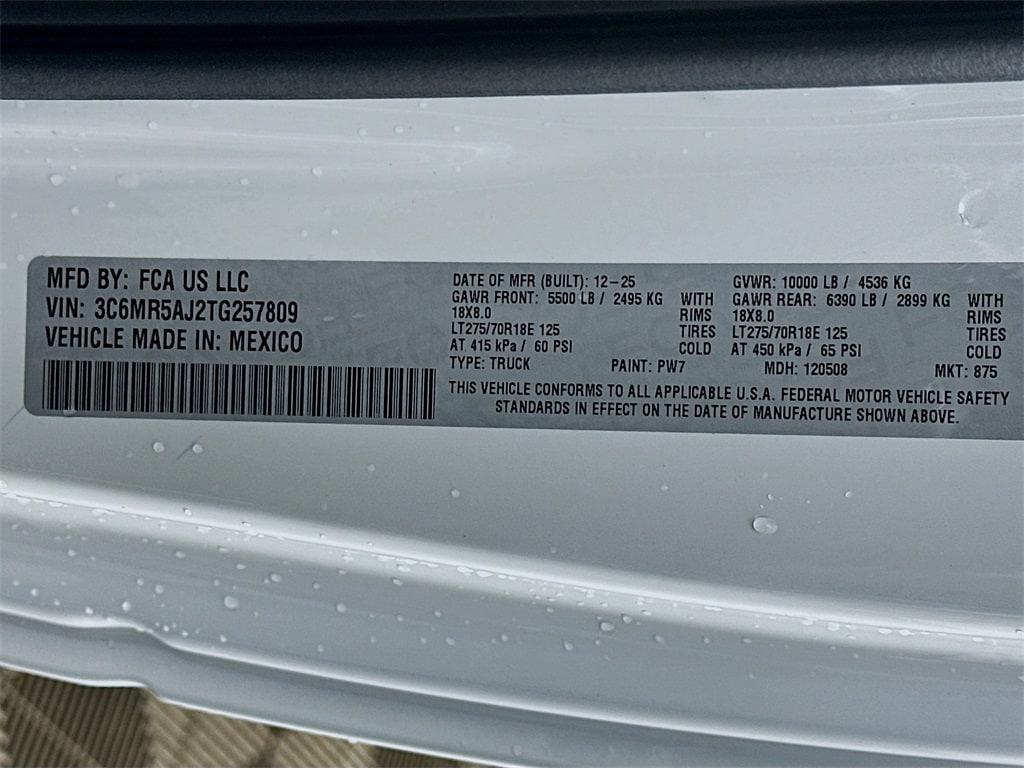 MFD BY: FCA US LLC
VIN: 3C6MR5AJ2TG257809
VEHICLE MADE IN: MEXICO
DATE OF MFR (BUILT): 12-25
GAWR FRONT: 5500 LB / 2495 KG WITH
18X8.0 RIMS
LT275/70R18E 125 TIRES
AT 415 kPa / 60 PSI COLD
TYPE: TRUCK PAINT: PW7
GVWR: 10000 LB / 4536 KG
GAWR REAR: 6390 LB / 2899 KG WITH
18X8.0 RIMS
LT275/70R18E 125 TIRES
AT 450 kPa / 65 PSI COLD
MDH: 120508 MKT: 875
THIS VEHICLE CONFORMS TO ALL APPLICABLE U.S.A. FEDERAL MOTOR VEHICLE SAFETY
STANDARDS IN EFFECT ON THE DATE OF MANUFACTURE SHOWN ABOVE.